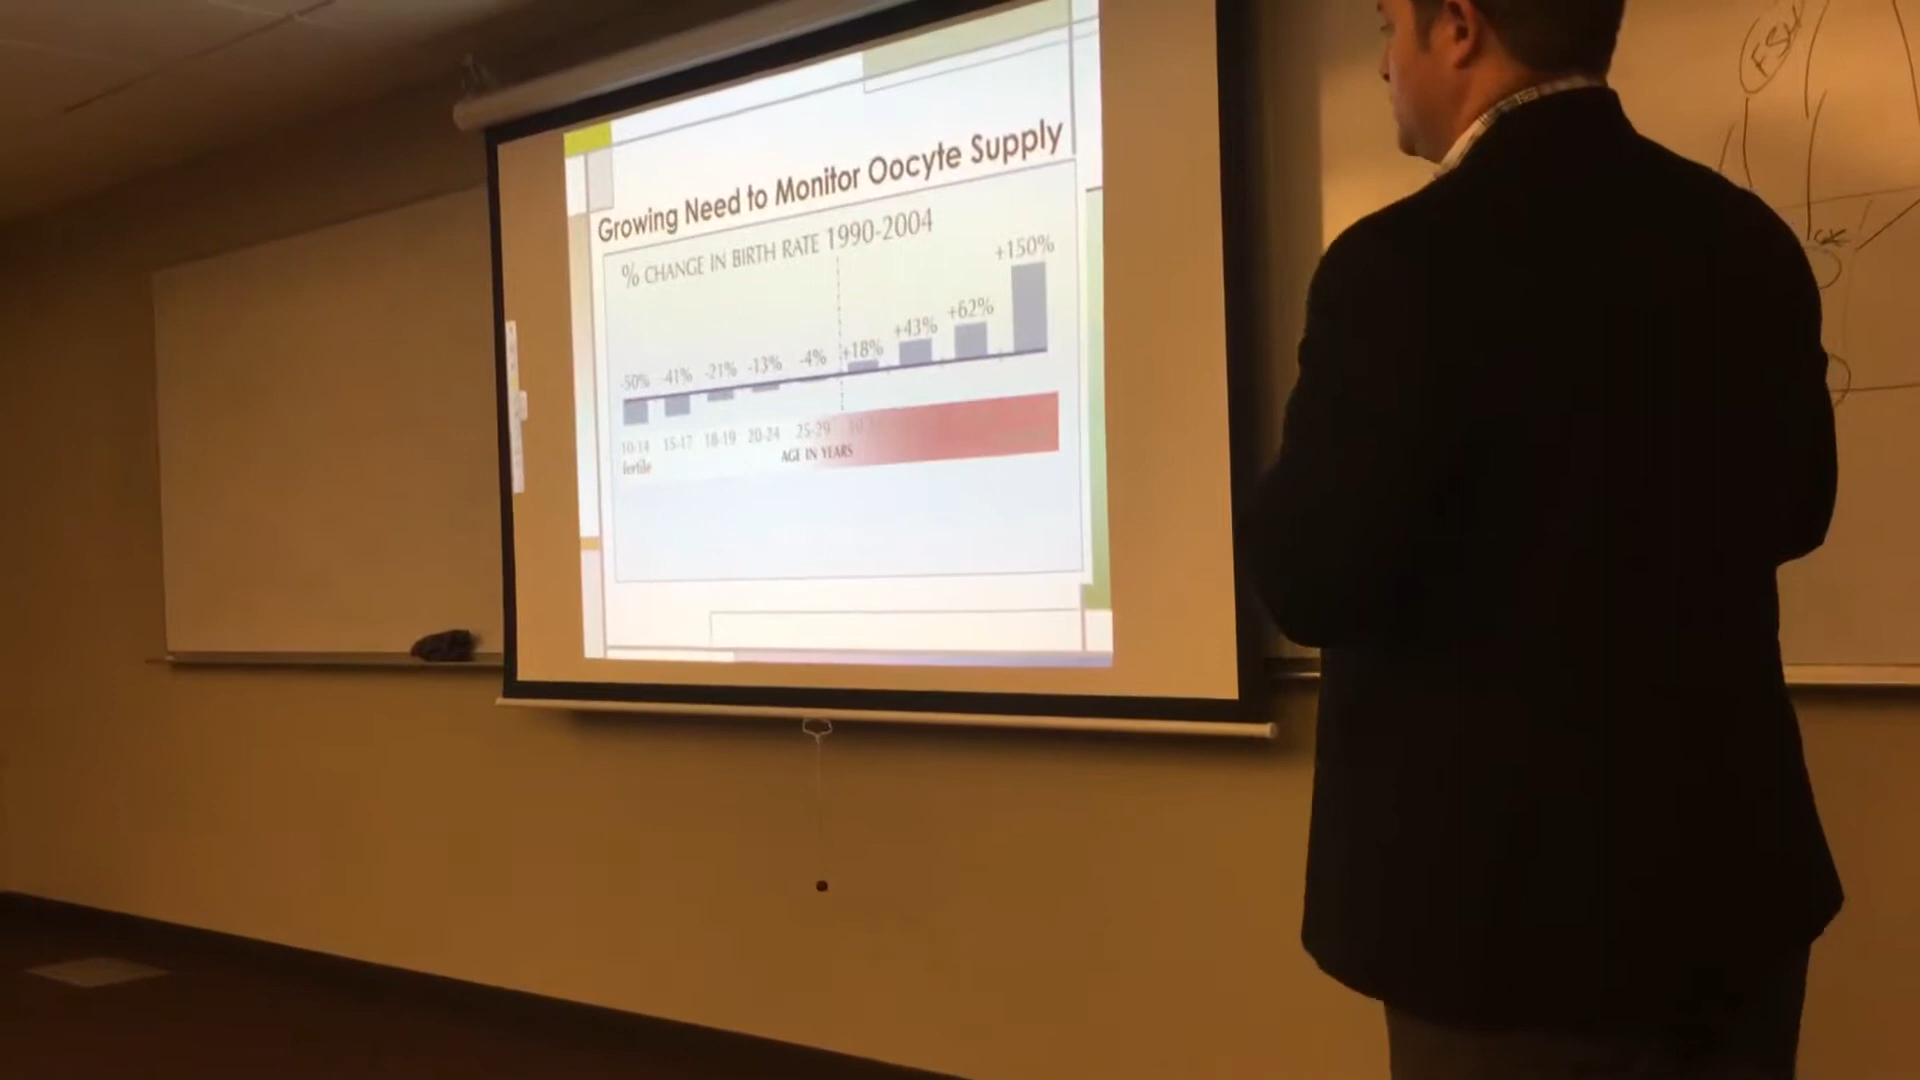 Growing Need to Monitor Oocyte Supply
% CHANGE IN BIRTH RATE 1990-2004
-50% -41% -21% -13% -4% +18% +43% +62% +150%
10-14 15-17 18-19 20-24 25-29
fertile AGE IN YEARS
FSH